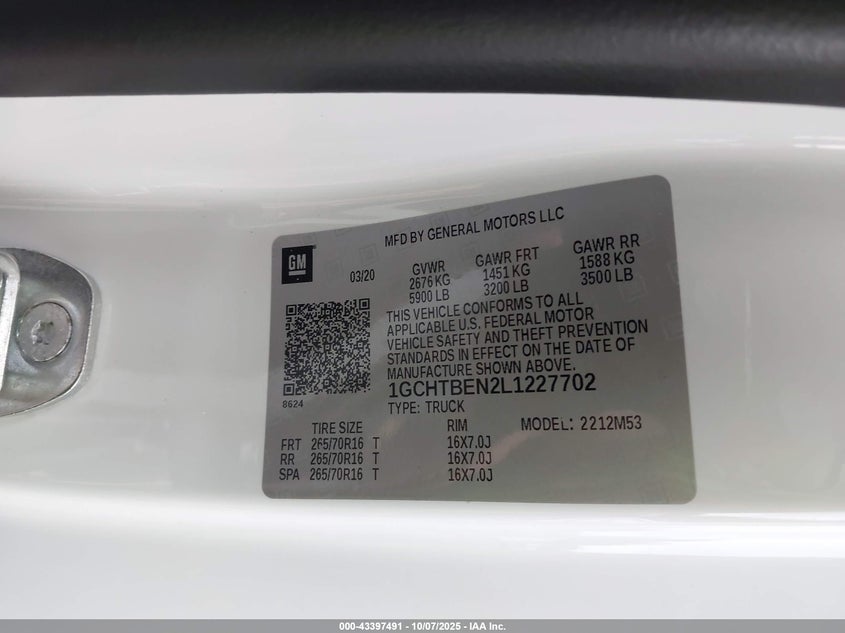 MFD BY GENERAL MOTORS LLC
GM
03/20
GVWR GAWR FRT GAWR RR
2676 KG 1451 KG 1588 KG
5900 LB 3200 LB 3500 LB
THIS VEHICLE CONFORMS TO ALL
APPLICABLE U.S. FEDERAL MOTOR
VEHICLE SAFETY AND THEFT PREVENTION
STANDARDS IN EFFECT ON THE DATE OF
MANUFACTURE SHOWN ABOVE.
8624
1GCHTBEN2L1227702
TYPE: TRUCK
TIRE SIZE RIM MODEL: 2212M53
FRT 265/70R16 T 16X7.0J
RR 265/70R16 T 16X7.0J
SPA 265/70R16 T 16X7.0J
000-43397491 - 10/07/2025 - IAA Inc.